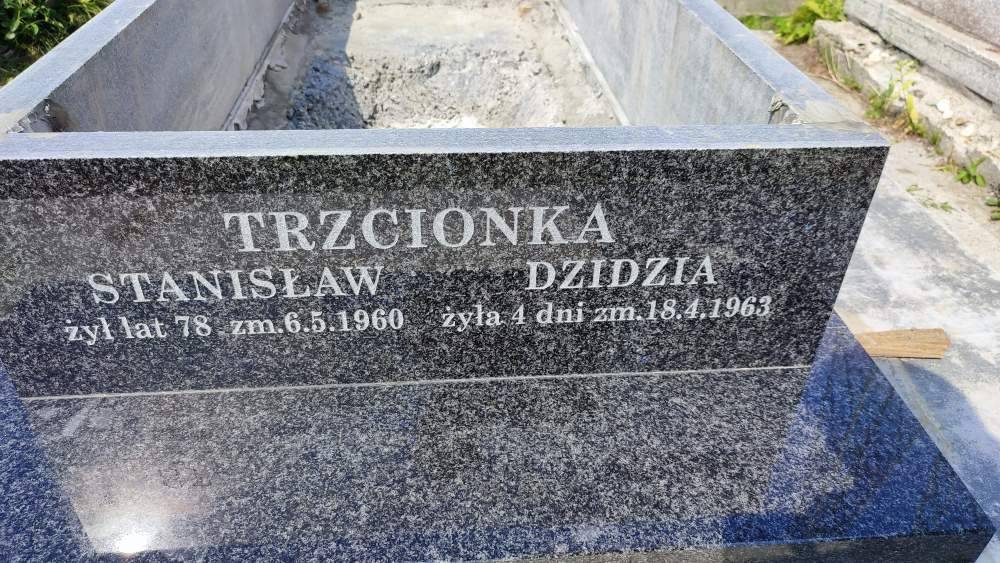 TRZCIONKA
STANISŁAW DZIDZIA
żył lat 78 zm.6.5.1960 żyła 4 dni zm.18.4.1963